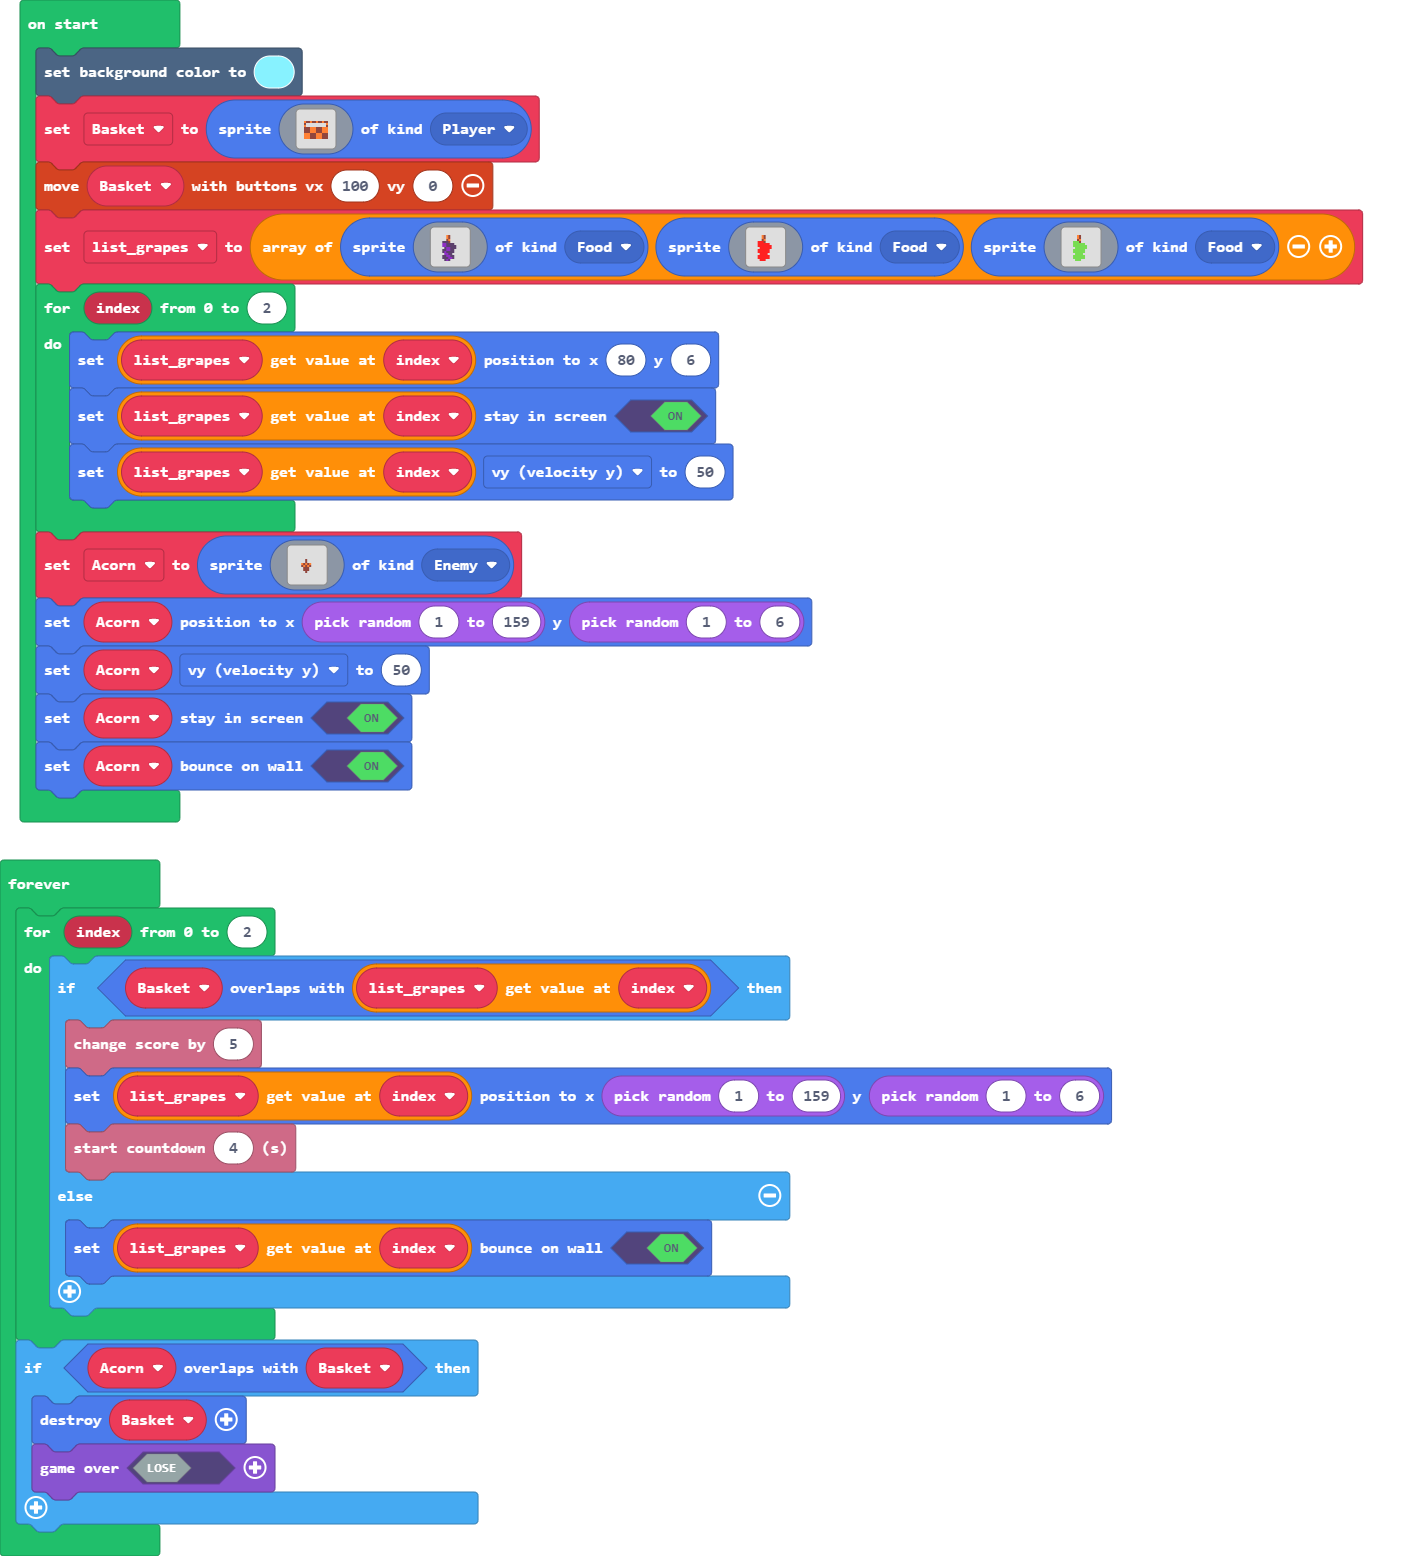 on start
set background color to
set Basket to sprite of kind Player
move Basket with buttons vx 100 vy 0
set list_grapes to array of sprite of kind Food sprite of kind Food sprite of kind Food
for index from 0 to 2
do
set list_grapes get value at index position to x 80 y 6
set list_grapes get value at index stay in screen ON
set list_grapes get value at index vy (velocity y) to 50
set Acorn to sprite of kind Enemy
set Acorn position to x pick random 1 to 159 y pick random 1 to 6
set Acorn vy (velocity y) to 50
set Acorn stay in screen ON
set Acorn bounce on wall ON
forever
for index from 0 to 2
do
if Basket overlaps with list_grapes get value at index then
change score by 5
set list_grapes get value at index position to x pick random 1 to 159 y pick random 1 to 6
start countdown 4 (s)
else
set list_grapes get value at index bounce on wall ON
if Acorn overlaps with Basket then
destroy Basket
game over LOSE